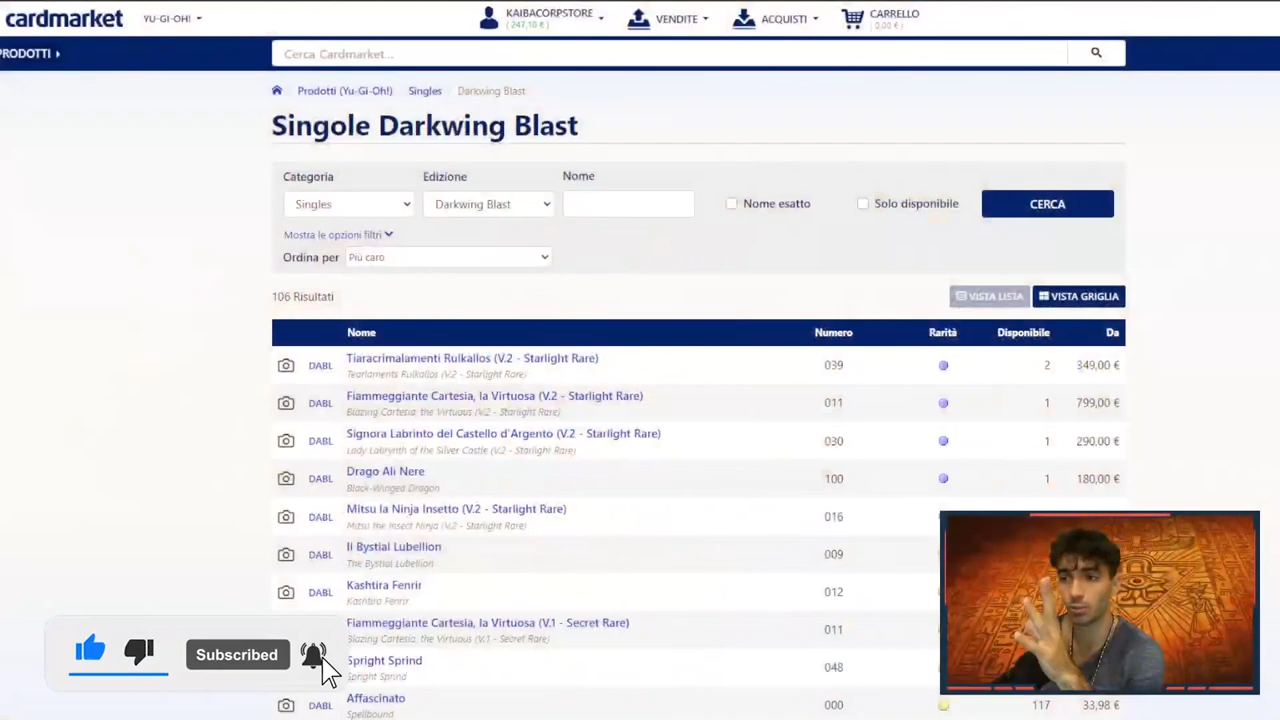 cardmarket YU-GI-OH! KAIBACORPSTORE VENDITE ACQUISTI CARRELLO
( 247,10 € ) ( 0,00 € )
PRODOTTI Cerca Cardmarket...
Prodotti (Yu-Gi-Oh!) Singles / Darkwing Blast
Singole Darkwing Blast
Categoria Edizione Nome
Singles Darkwing Blast Nome esatto Solo disponibile CERCA
Mostra le opzioni filtri
Ordina per Più caro
106 Risultati VISTA LISTA VISTA GRIGLIA
Nome Numero Rarità Disponibile Da
DABL Tiaracrimalamenti Rulkallos (V.2 - Starlight Rare) 039 2 349,00 €
Tearlaments Rulkallos (V.2 - Starlight Rare)
DABL Fiammeggiante Cartesia, la Virtuosa (V.2 - Starlight Rare) 011 1 799,00 €
Blazing Cartesia, the Virtuous (V.2 - Starlight Rare)
DABL Signora Labrinto del Castello d'Argento (V.2 - Starlight Rare) 030 1 290,00 €
Lady Labrynth of the Silver Castle (V.2 - Starlight Rare)
DABL Drago Ali Nere 100 1 180,00 €
Black-Winged Dragon
DABL Mitsu la Ninja Insetto (V.2 - Starlight Rare) 016
Mitsu the Insect Ninja (V.2 - Starlight Rare)
DABL Il Bystial Lubellion 009
The Bystial Lubellion
DABL Kashtira Fenrir 012
Kashtira Fenrir
Fiammeggiante Cartesia, la Virtuosa (V.1 - Secret Rare) 011
Blazing Cartesia, the Virtuous (V.1 - Secret Rare)
Subscribed
Spright Sprind 048
Spright Sprind
DABL Affascinato 000 117 33,98 €
Spellbound